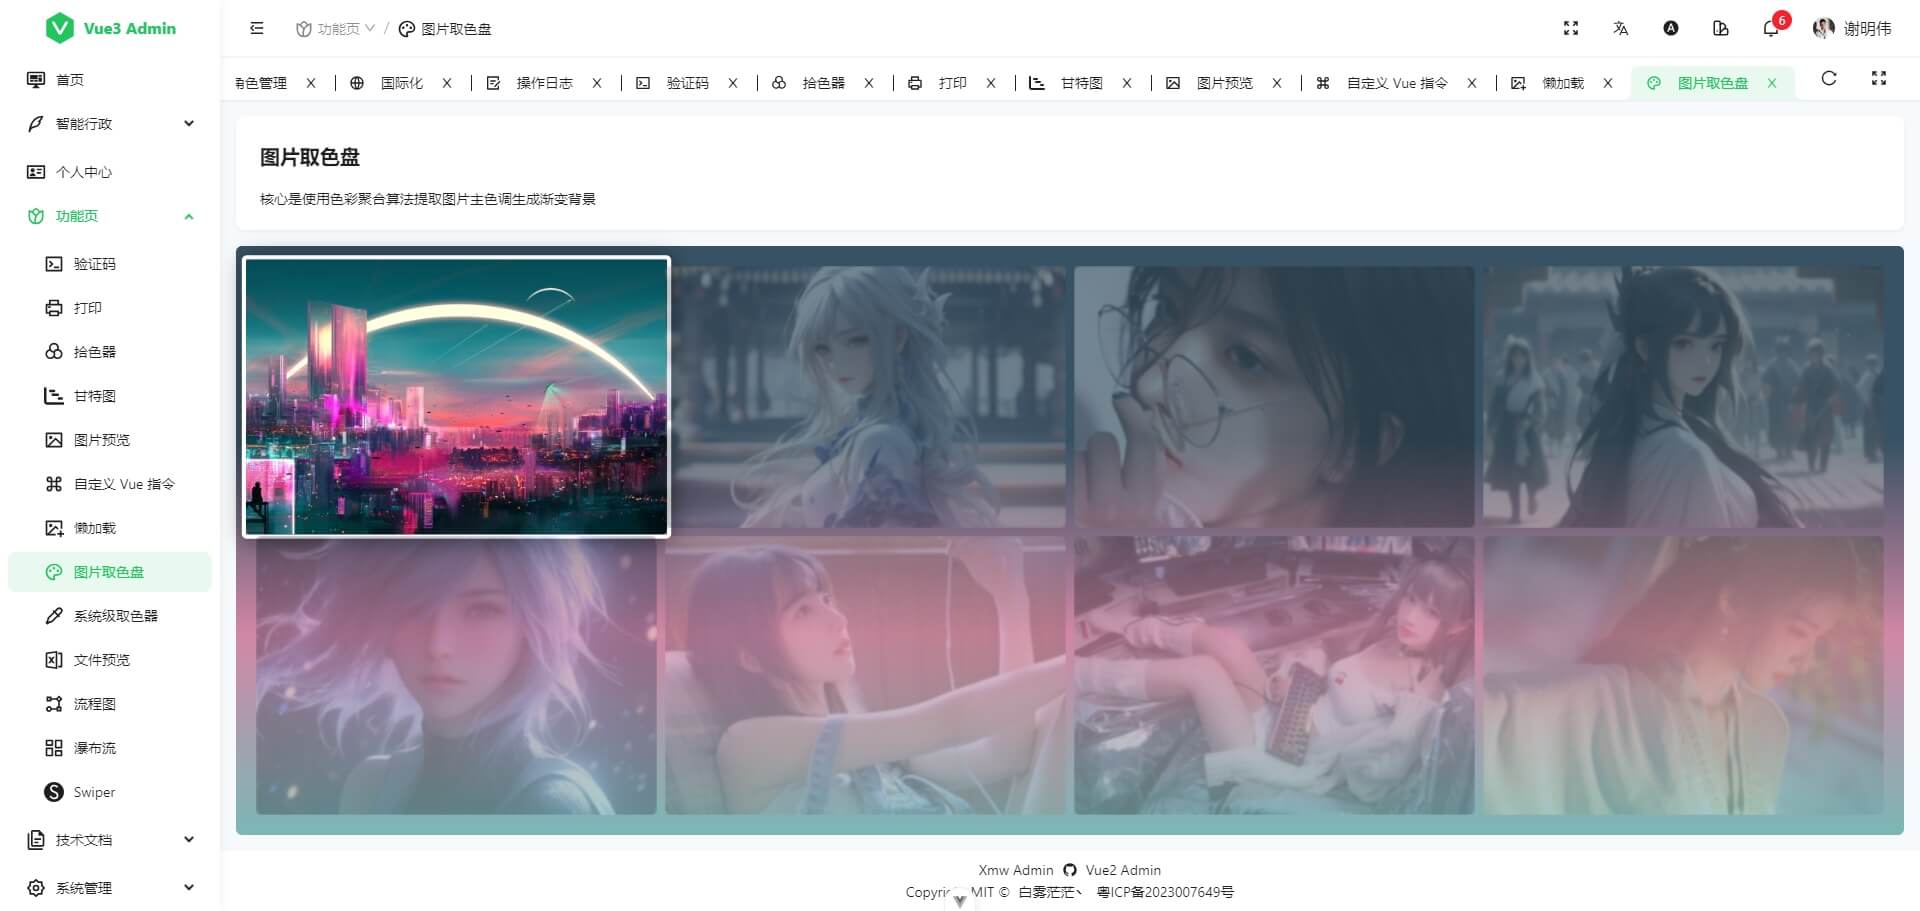 Vue3 Admin
首页
智能行政
个人中心
功能页
验证码
打印
拾色器
甘特图
图片预览
自定义 Vue 指令
懒加载
图片取色盘
系统级取色器
文件预览
流程图
瀑布流
Swiper
技术文档
系统管理
功能页 / 图片取色盘
6
谢明伟
角色管理 X 国际化 X 操作日志 X 验证码 X 拾色器 X 打印 X 甘特图 X 图片预览 X 自定义 Vue 指令 X 懒加载 X 图片取色盘 X
图片取色盘
核心是使用色彩聚合算法提取图片主色调生成渐变背景
Xmw Admin Vue2 Admin
MIT © 白雾茫茫丶 粤ICP备2023007649号